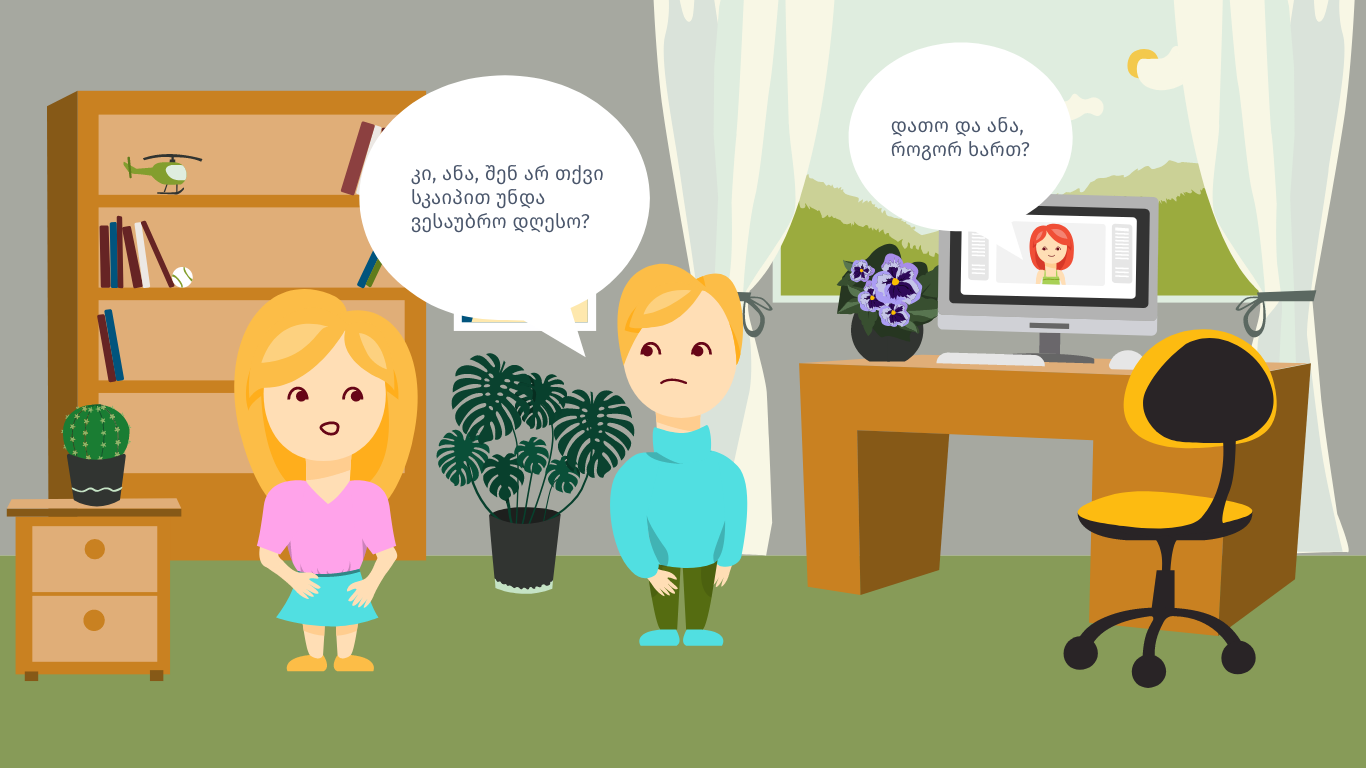 კი, ანა, შენ არ თქვი
სკაიპით უნდა
ვესაუბრო დღესო?
დათო და ანა,
როგორ ხართ?